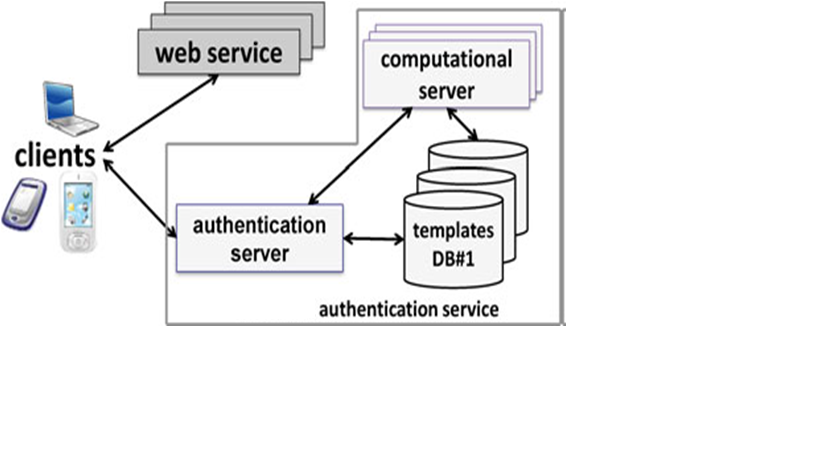 web service
computational
server
clients
authentication
server
templates
DB#1
authentication service